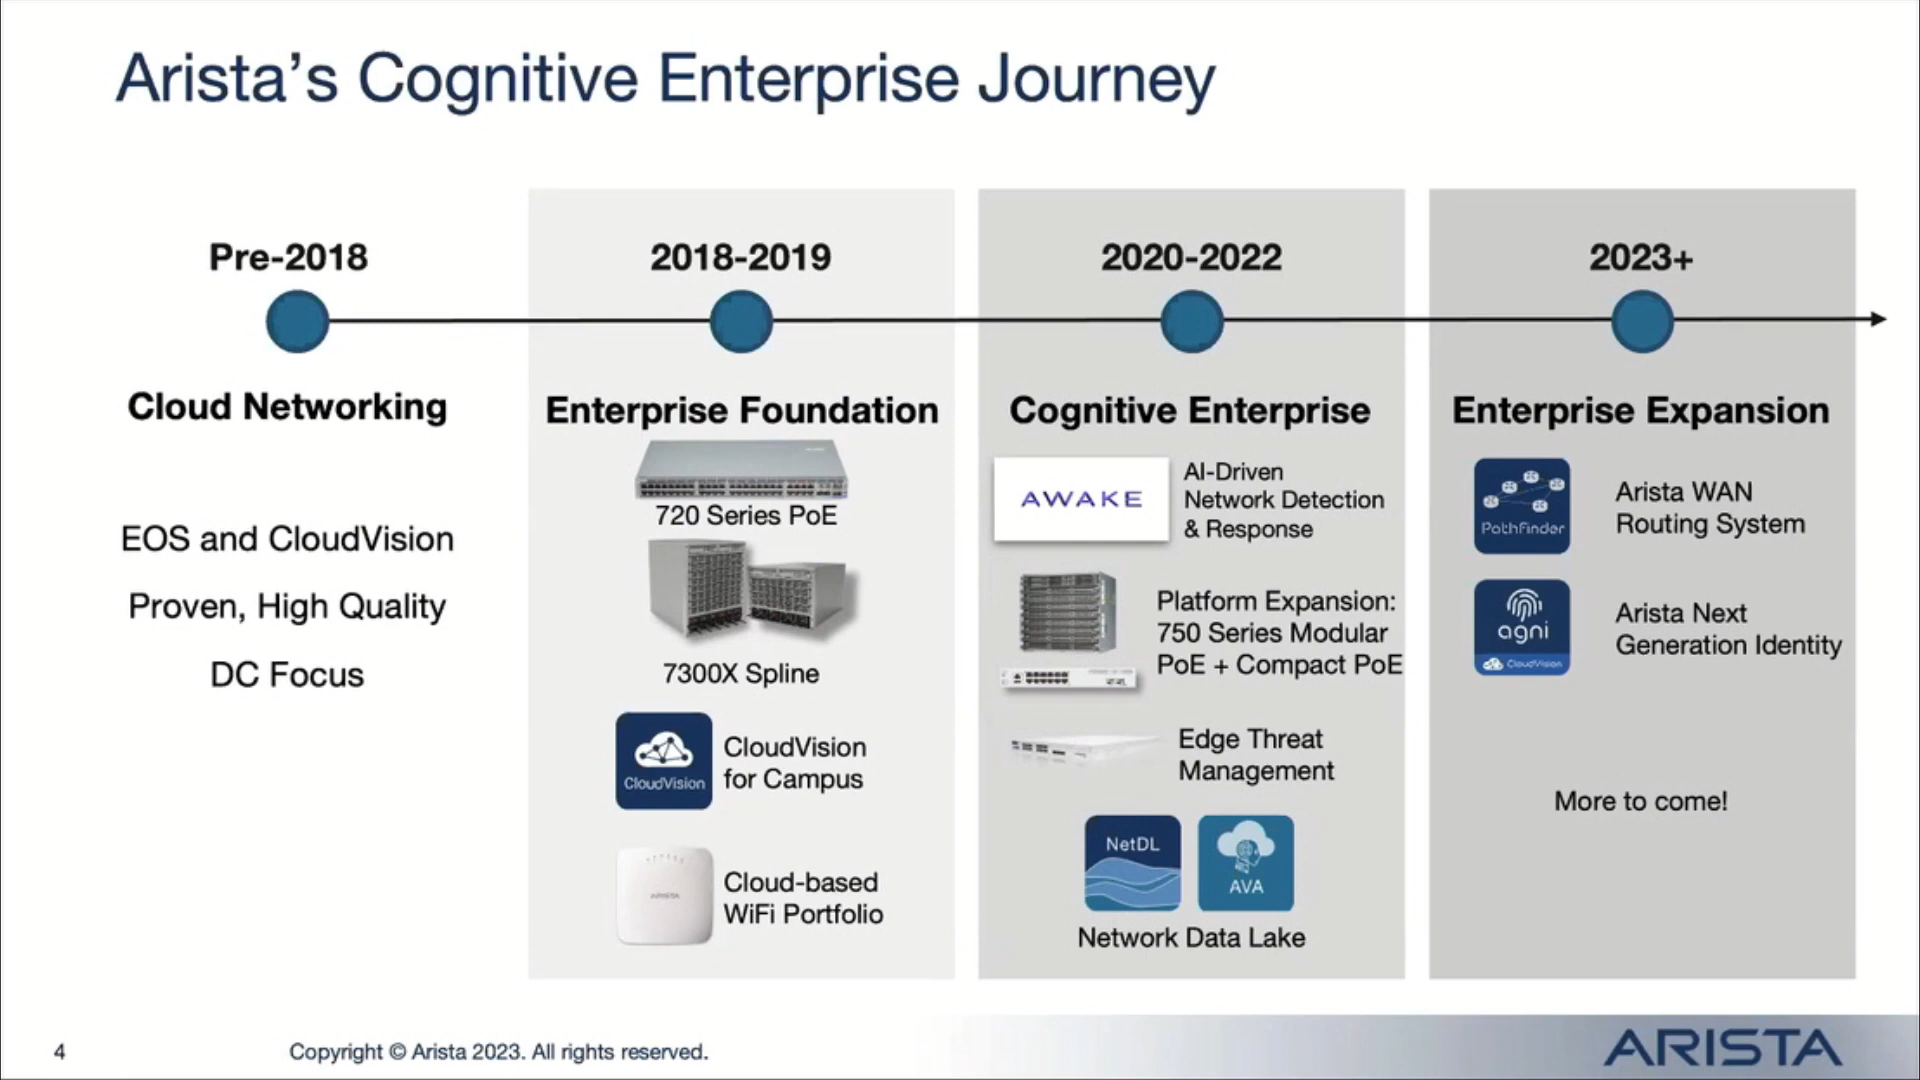 Arista's Cognitive Enterprise Journey
Pre-2018
Cloud Networking
EOS and CloudVision
Proven, High Quality
DC Focus
2018-2019
Enterprise Foundation
720 Series PoE
7300X Spline
CloudVision
CloudVision
for Campus
ARISTA
Cloud-based
WiFi Portfolio
2020-2022
Cognitive Enterprise
AWAKE
AI-Driven
Network Detection
& Response
Platform Expansion:
750 Series Modular
PoE + Compact PoE
Edge Threat
Management
NetDL
AVA
Network Data Lake
2023+
Enterprise Expansion
Pathfinder
Arista WAN
Routing System
agni
CloudVision
Arista Next
Generation Identity
More to come!
4
Copyright © Arista 2023. All rights reserved.
ARISTA